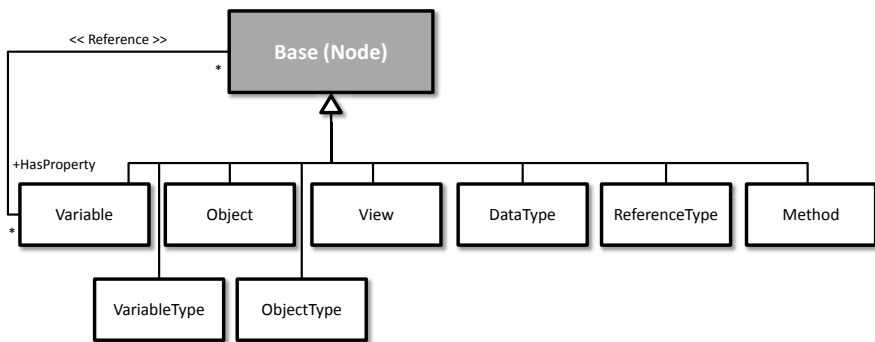 << Reference >>
Base (Node)
*
+HasProperty
*
Variable
Object
View
DataType
ReferenceType
Method
VariableType
ObjectType